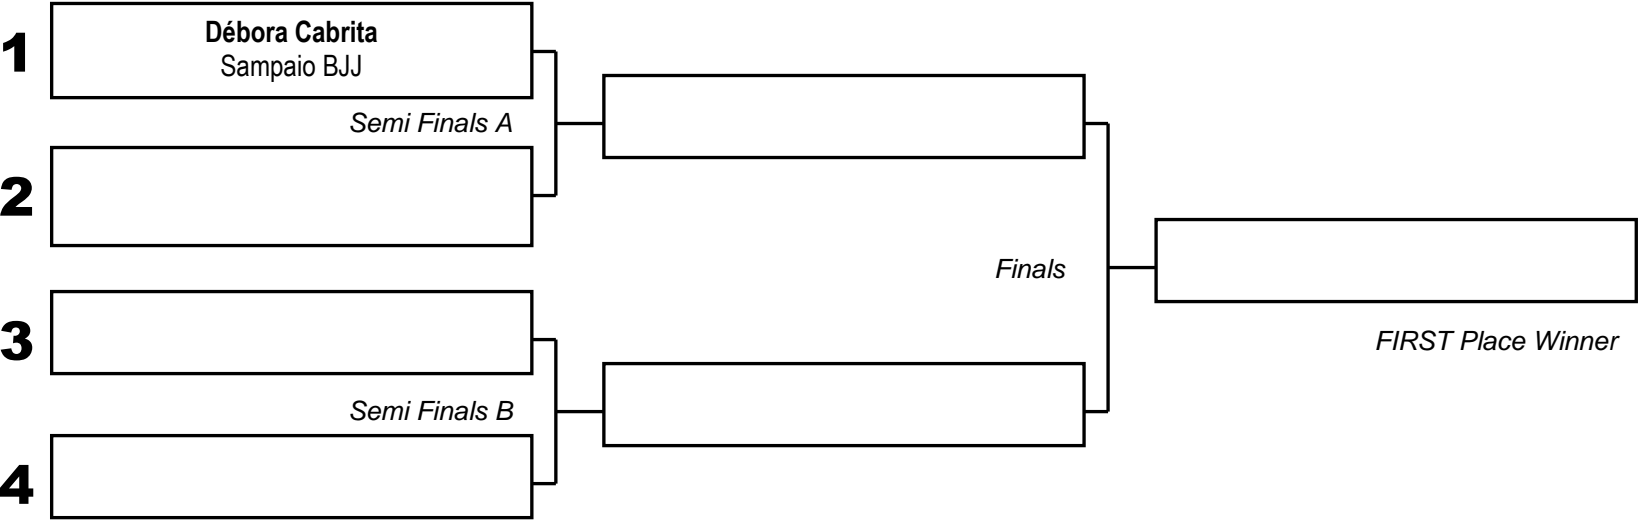 1
Débora Cabrita
Sampaio BJJ
Semi Finals A
2
Finals
FIRST Place Winner
3
Semi Finals B
4